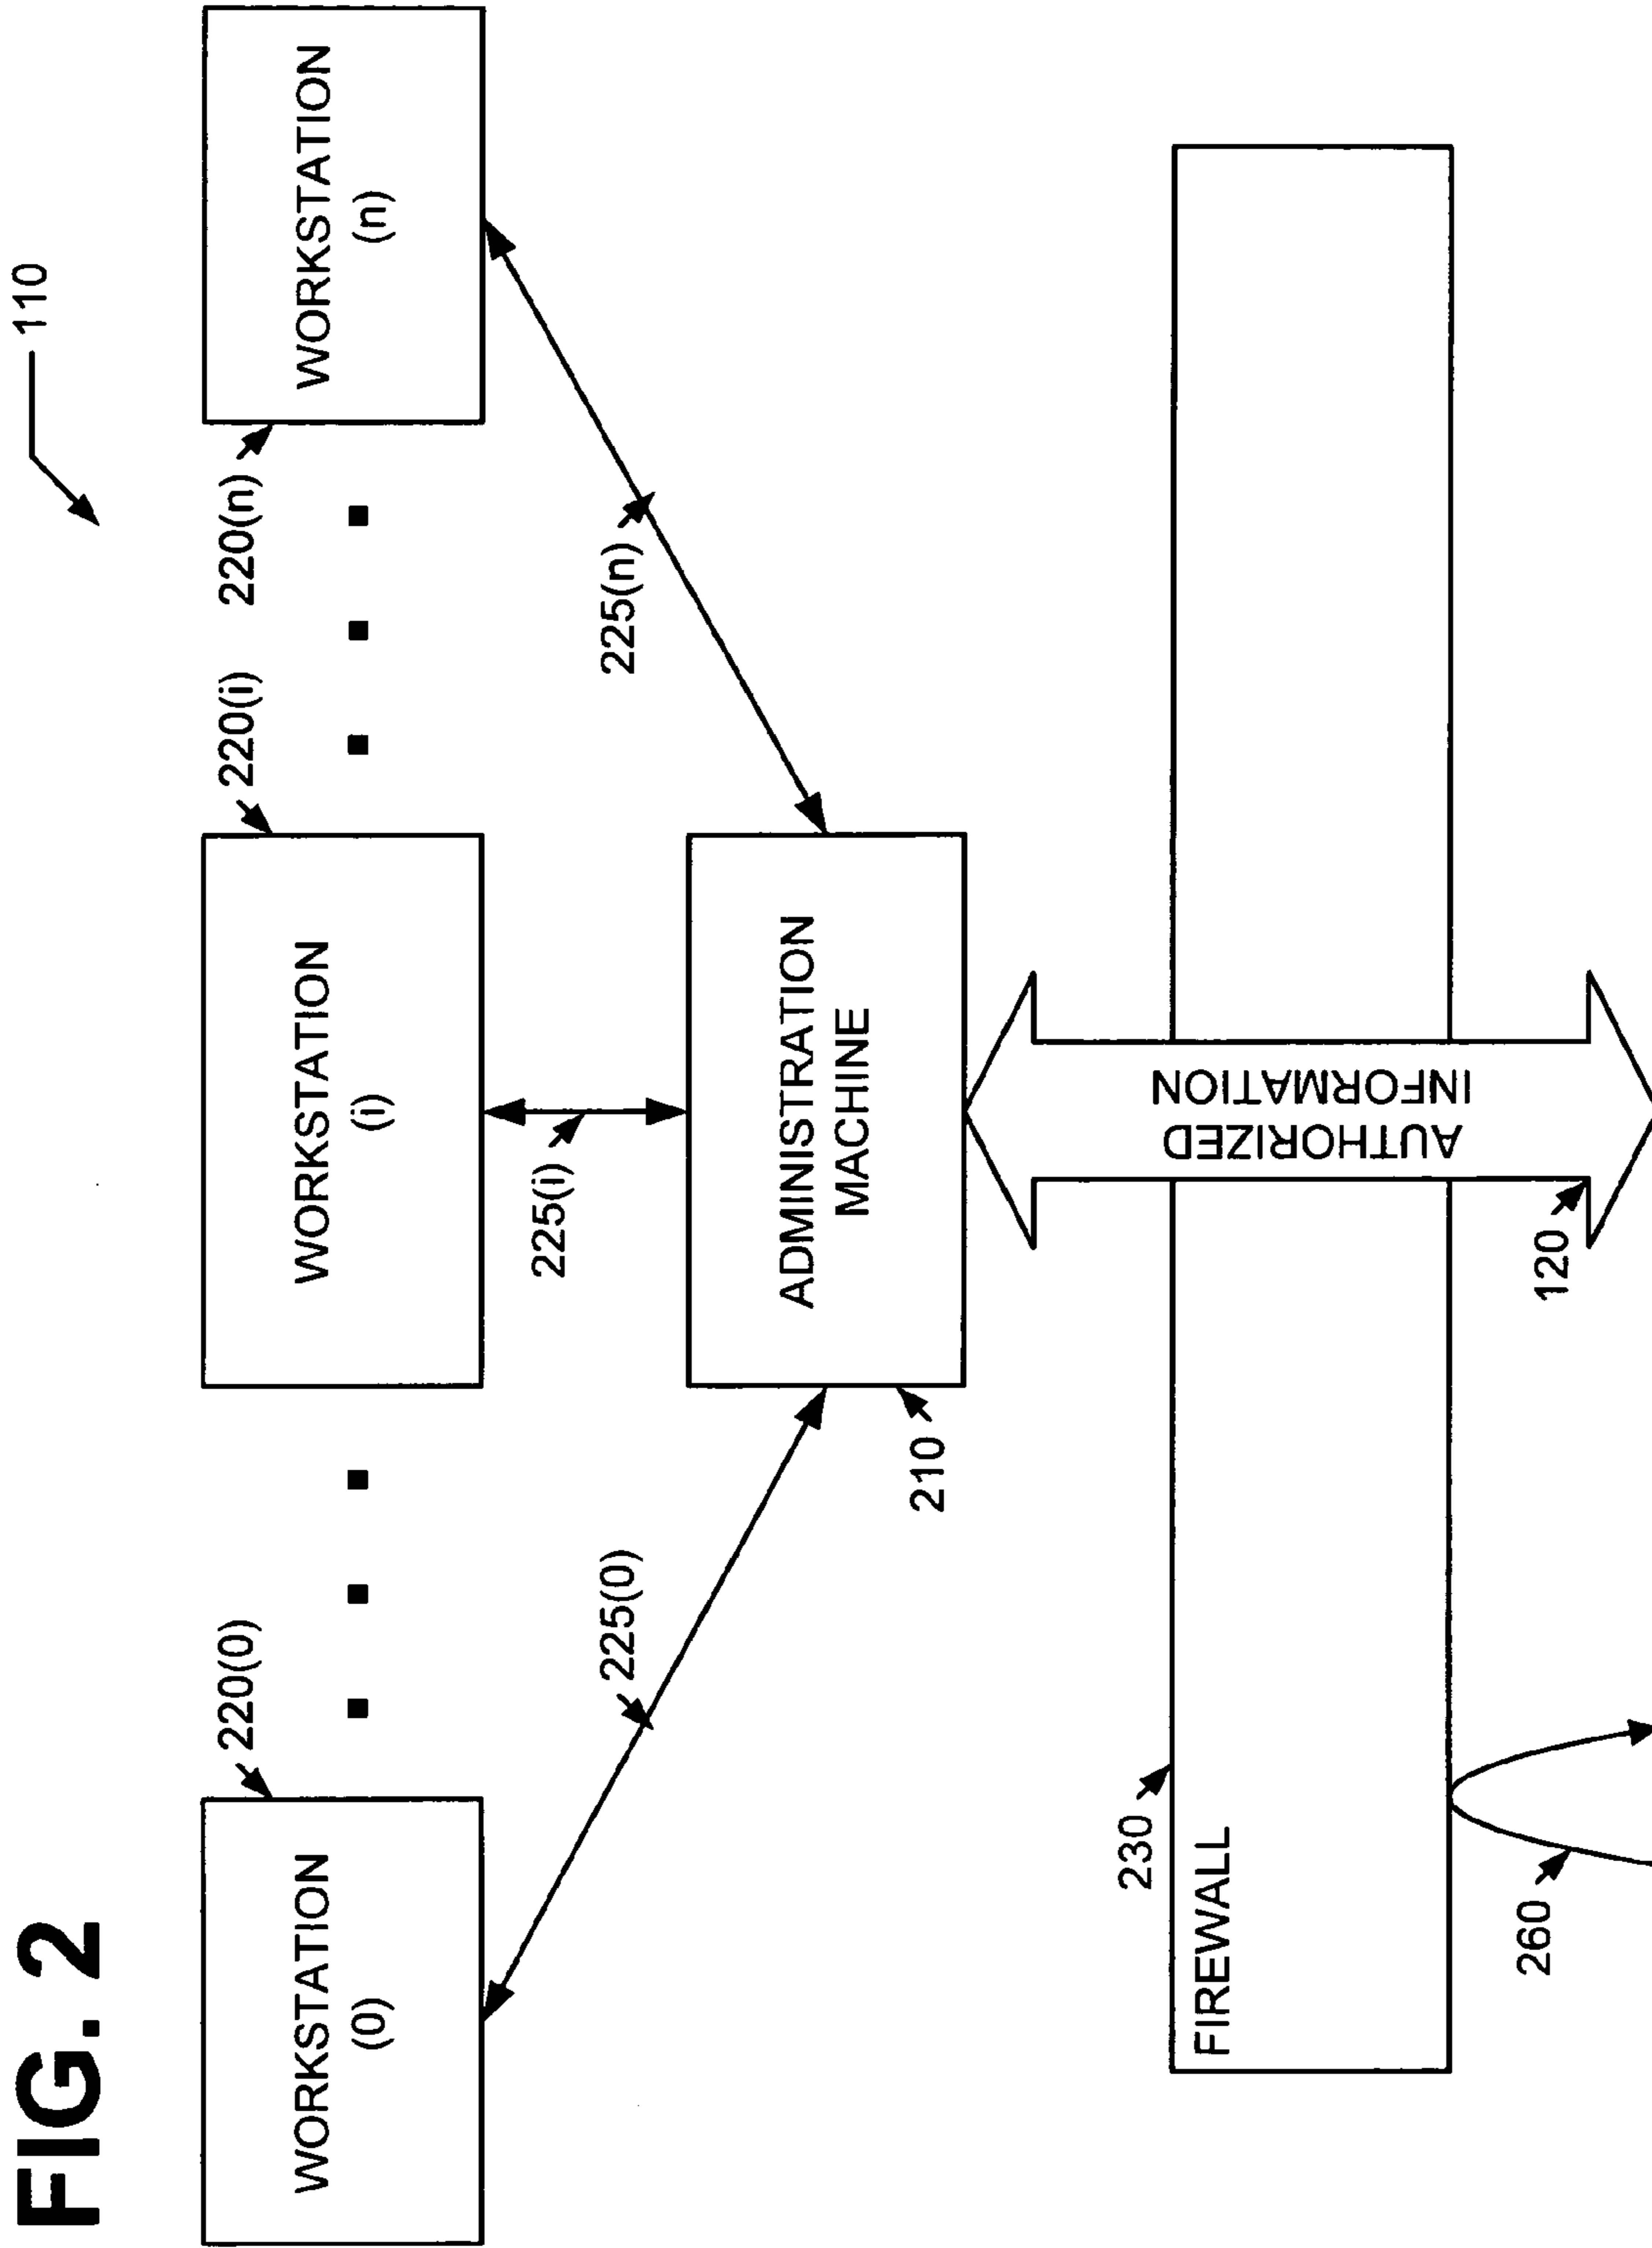 FIG. 2
110
220(0)
220(i)
220(n)
WORKSTATION
(0)
WORKSTATION
(i)
WORKSTATION
(n)
225(0)
225(i)
225(n)
ADMINISTRATION
MACHINE
210
230
FIREWALL
AUTHORIZED
INFORMATION
260
120